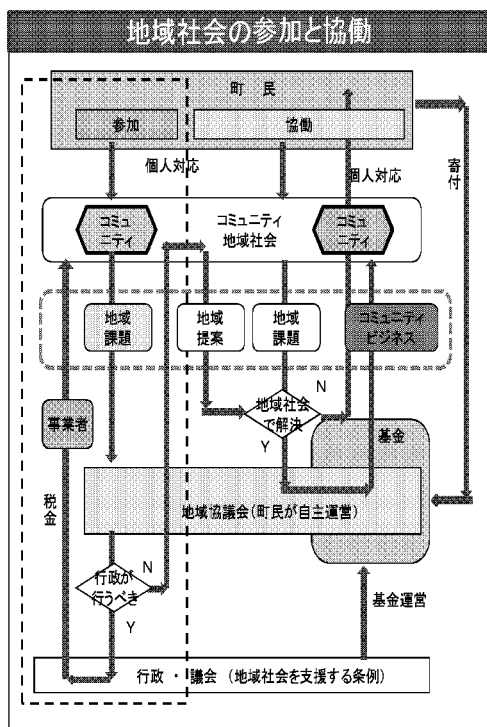 地域社会の参加と協働
町　民
参加
協働
個人対応
個人対応
寄付
コミュ
ニティ
コミュニティ
地域社会
コミュ
ニティ
地域
課題
地域
提案
地域
課題
コミュニティ
ビジネス
地域社会
で解決
N
Y
事業者
基金
税金
地域協議会（町民が自主運営）
行政が
行うべき
N
Y
基金運営
行政 ・ 議会 （地域社会を支援する条例）